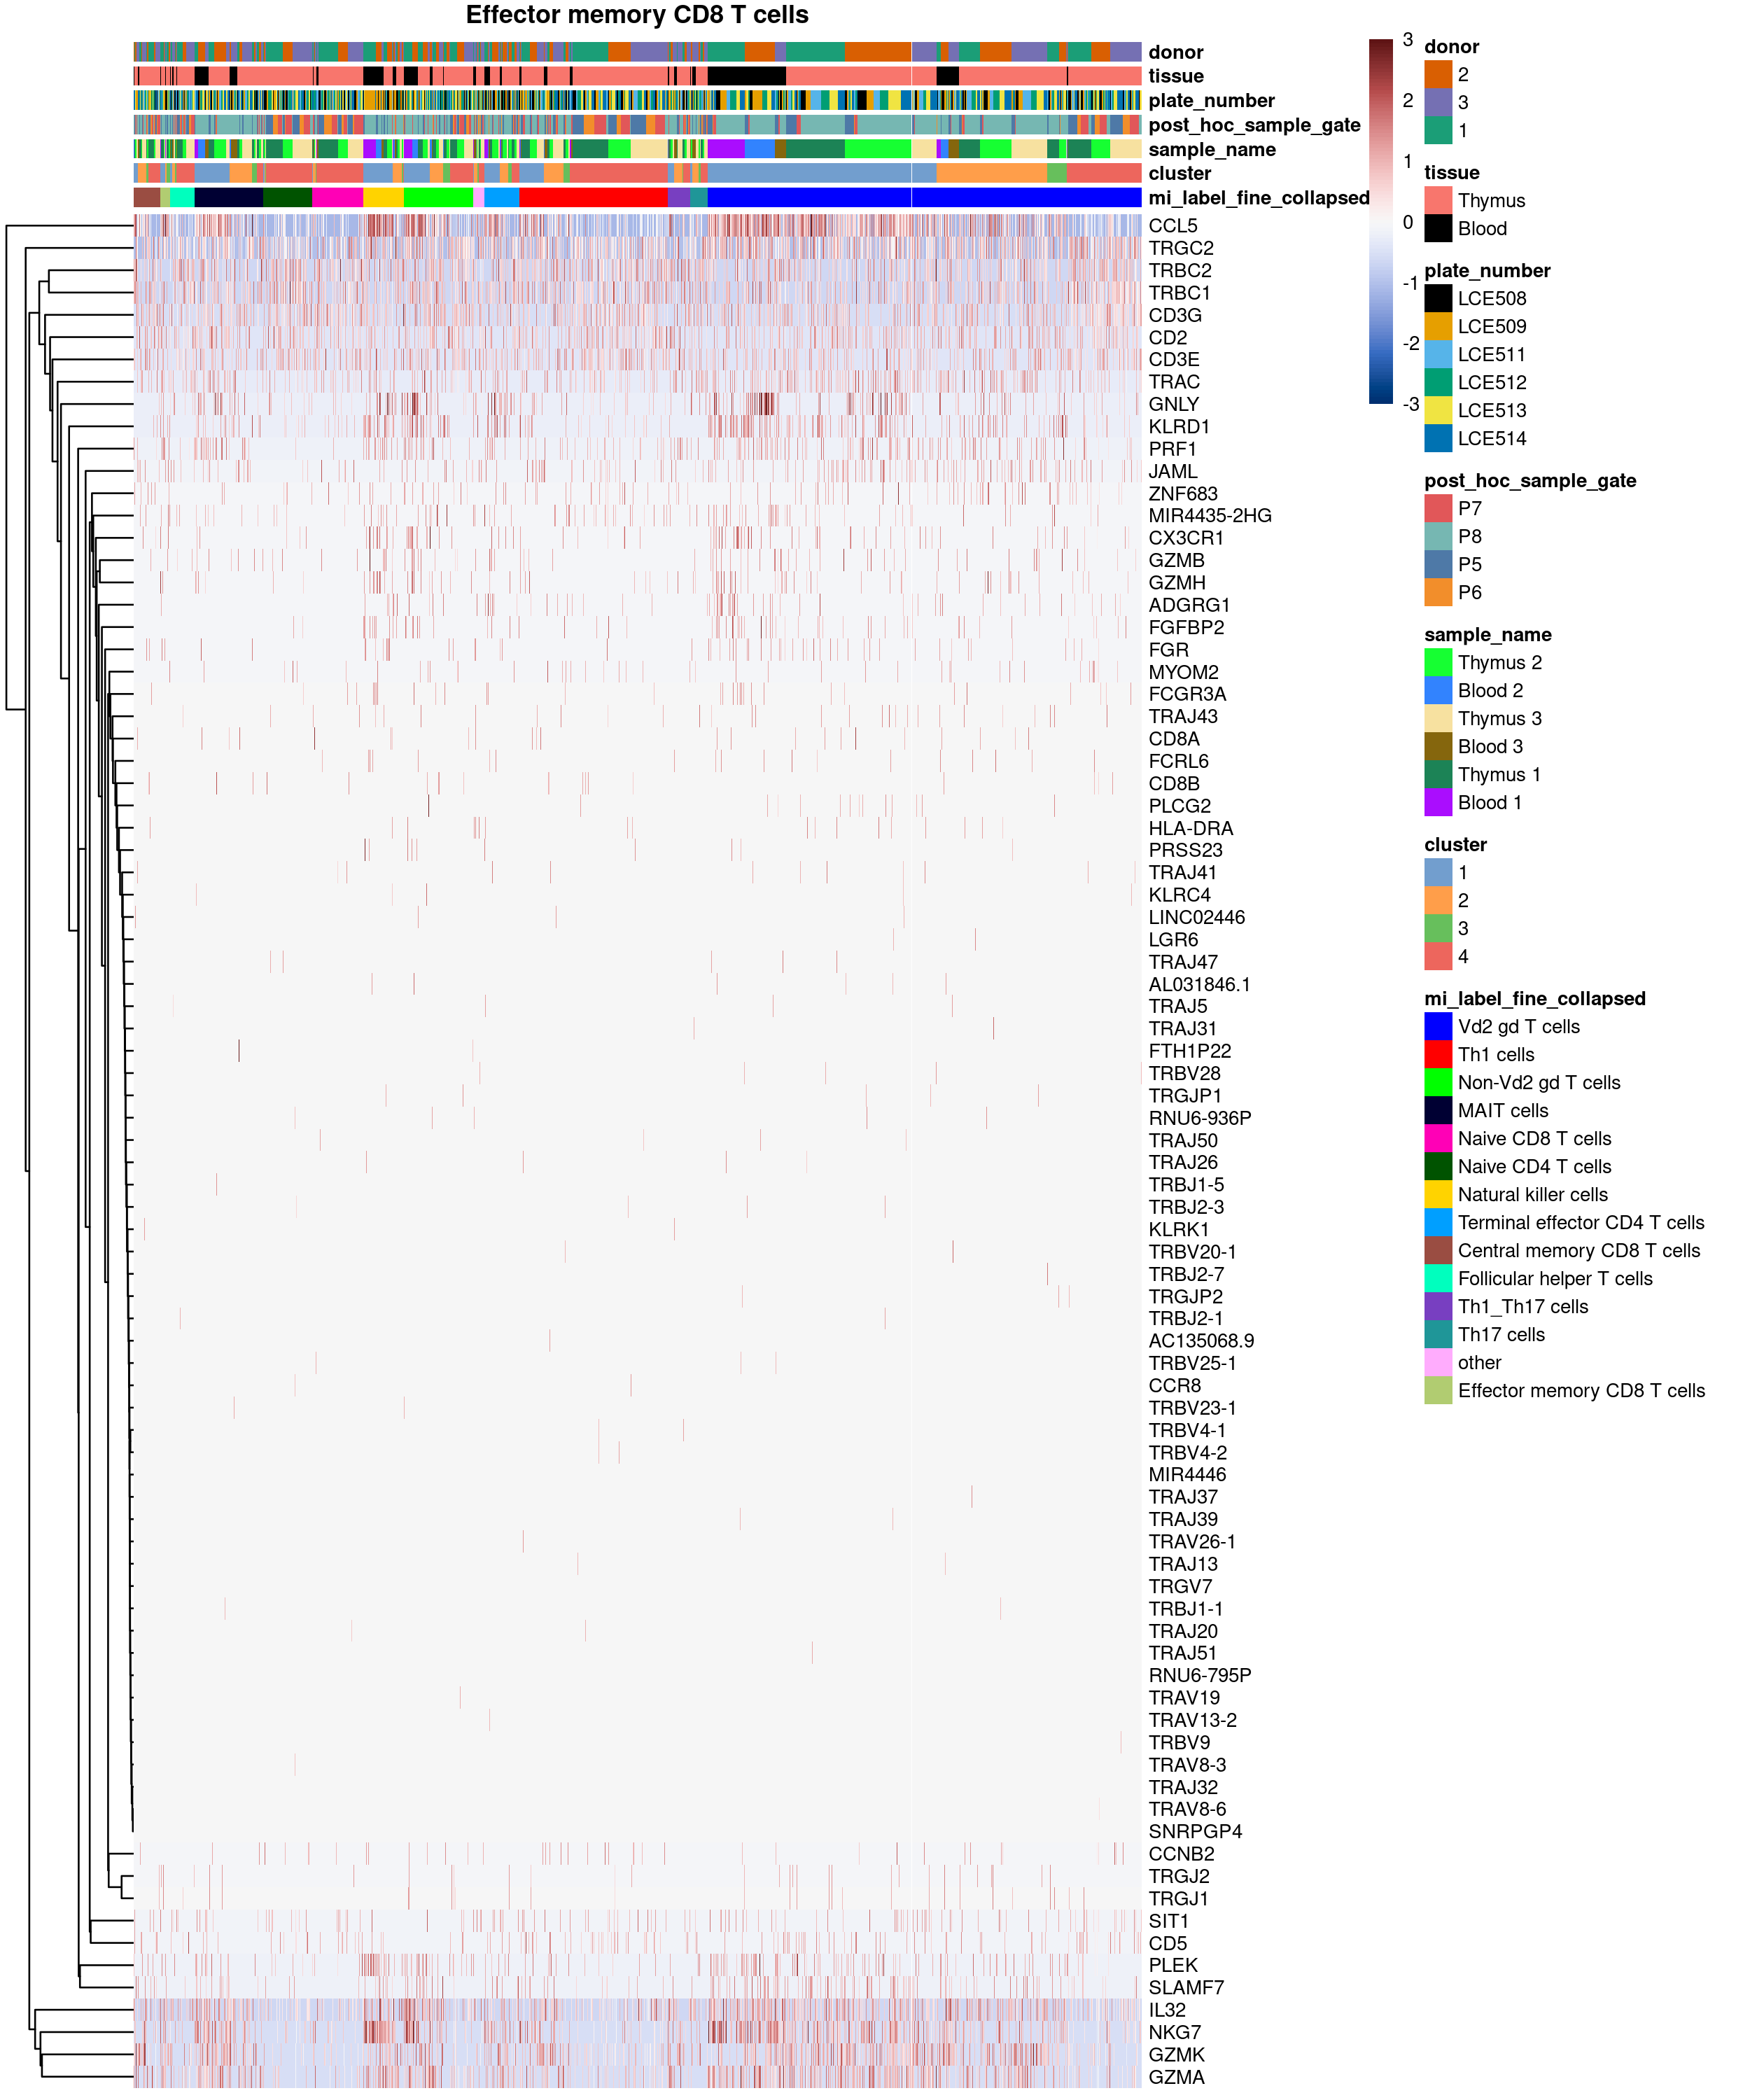 Effector memory CD8 T cells
donor
tissue
plate_number
post_hoc_sample_gate
sample_name
cluster
mi_label_fine_collapsed
CCL5
TRGC2
TRBC2
TRBC1
CD3G
CD2
CD3E
TRAC
GNLY
KLRD1
PRF1
JAML
ZNF683
MIR4435-2HG
CX3CR1
GZMB
GZMH
ADGRG1
FGFBP2
FGR
MYOM2
FCGR3A
TRAJ43
CD8A
FCRL6
CD8B
PLCG2
HLA-DRA
PRSS23
TRAJ41
KLRC4
LINC02446
LGR6
TRAJ47
AL031846.1
TRAJ5
TRAJ31
FTH1P22
TRBV28
TRGJP1
RNU6-936P
TRAJ50
TRAJ26
TRBJ1-5
TRBJ2-3
KLRK1
TRBV20-1
TRBJ2-7
TRGJP2
TRBJ2-1
AC135068.9
TRBV25-1
CCR8
TRBV23-1
TRBV4-1
TRBV4-2
MIR4446
TRAJ37
TRAJ39
TRAV26-1
TRAJ13
TRGV7
TRBJ1-1
TRAJ20
TRAJ51
RNU6-795P
TRAV19
TRAV13-2
TRBV9
TRAV8-3
TRAJ32
TRAV8-6
SNRPGP4
CCNB2
TRGJ2
TRGJ1
SIT1
CD5
PLEK
SLAMF7
IL32
NKG7
GZMK
GZMA
3
2
1
0
-1
-2
-3
donor
2
3
1
tissue
Thymus
Blood
plate_number
LCE508
LCE509
LCE511
LCE512
LCE513
LCE514
post_hoc_sample_gate
P7
P8
P5
P6
sample_name
Thymus 2
Blood 2
Thymus 3
Blood 3
Thymus 1
Blood 1
cluster
1
2
3
4
mi_label_fine_collapsed
Vd2 gd T cells
Th1 cells
Non-Vd2 gd T cells
MAIT cells
Naive CD8 T cells
Naive CD4 T cells
Natural killer cells
Terminal effector CD4 T cells
Central memory CD8 T cells
Follicular helper T cells
Th1_Th17 cells
Th17 cells
other
Effector memory CD8 T cells